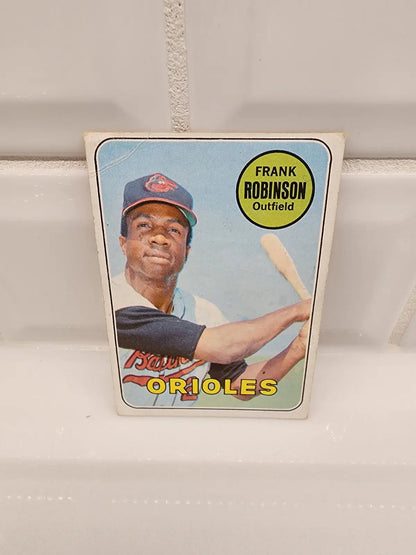 FRANK
ROBINSON
Outfield
ORIOLES